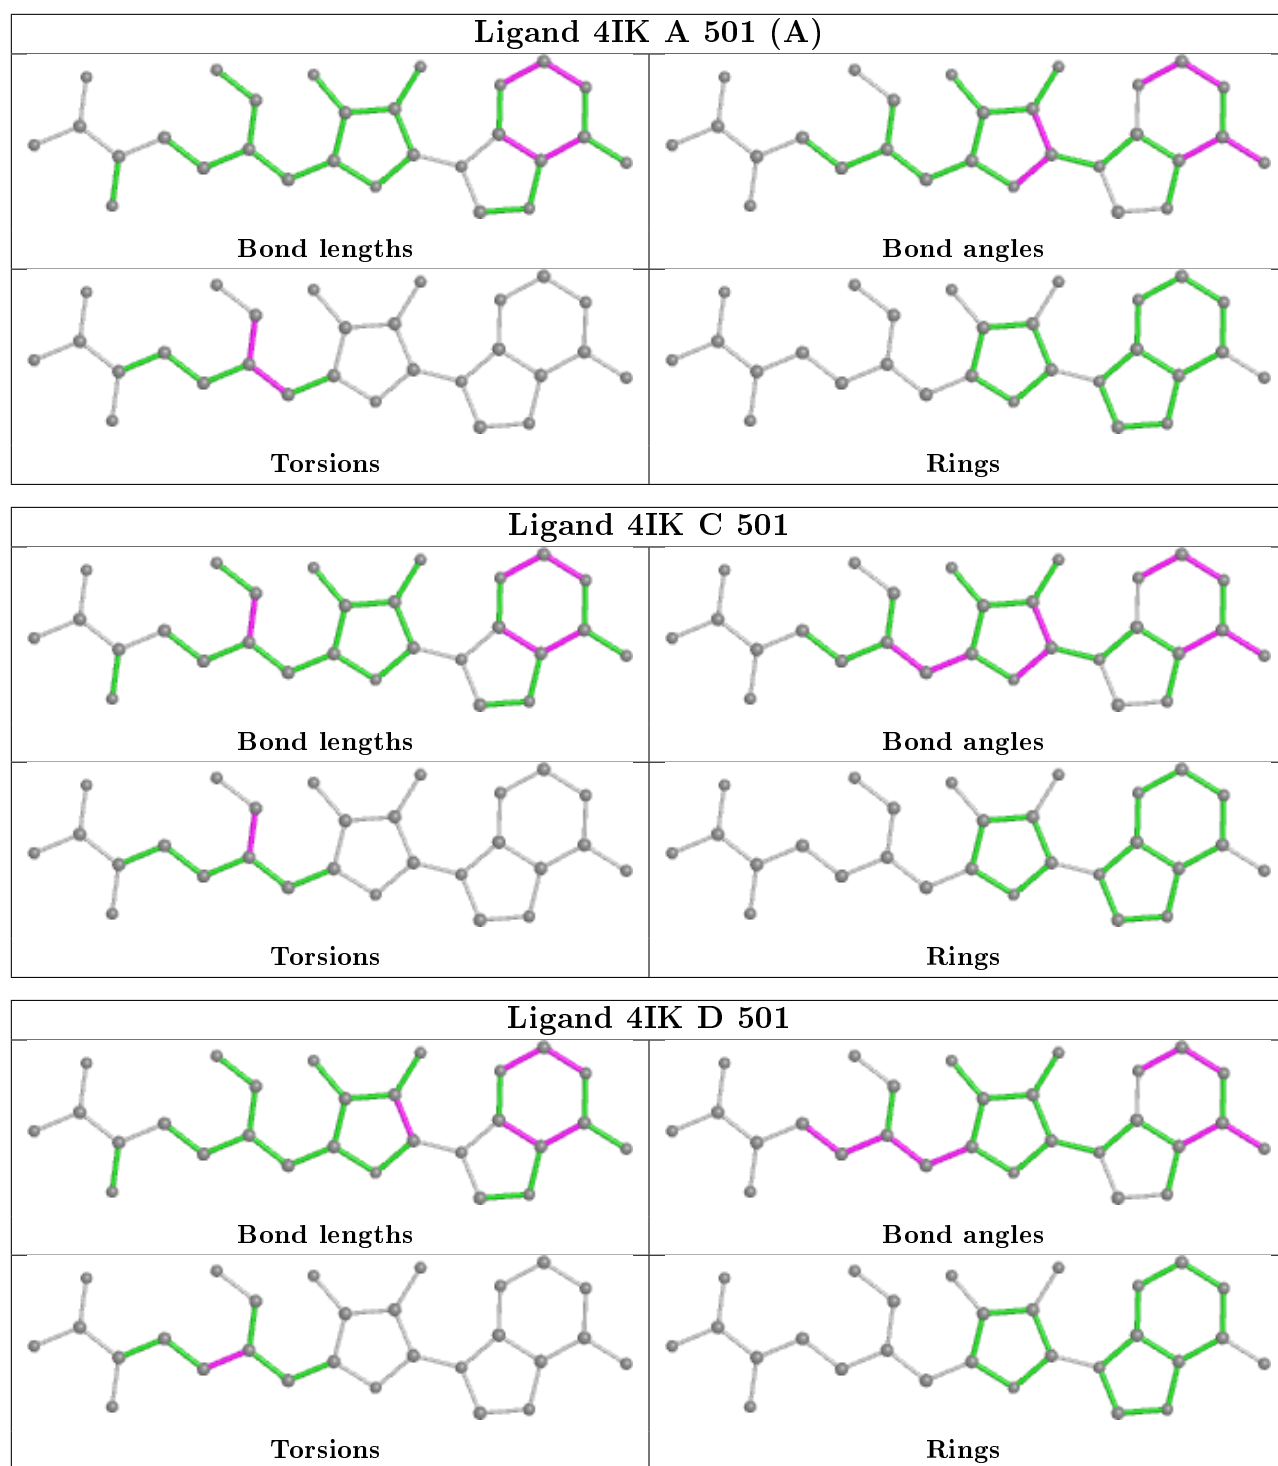 Ligand 4IK A 501 (A)
Bond lengths
Bond angles
Torsions
Rings
Ligand 4IK C 501
Bond lengths
Bond angles
Torsions
Rings
Ligand 4IK D 501
Bond lengths
Bond angles
Torsions
Rings